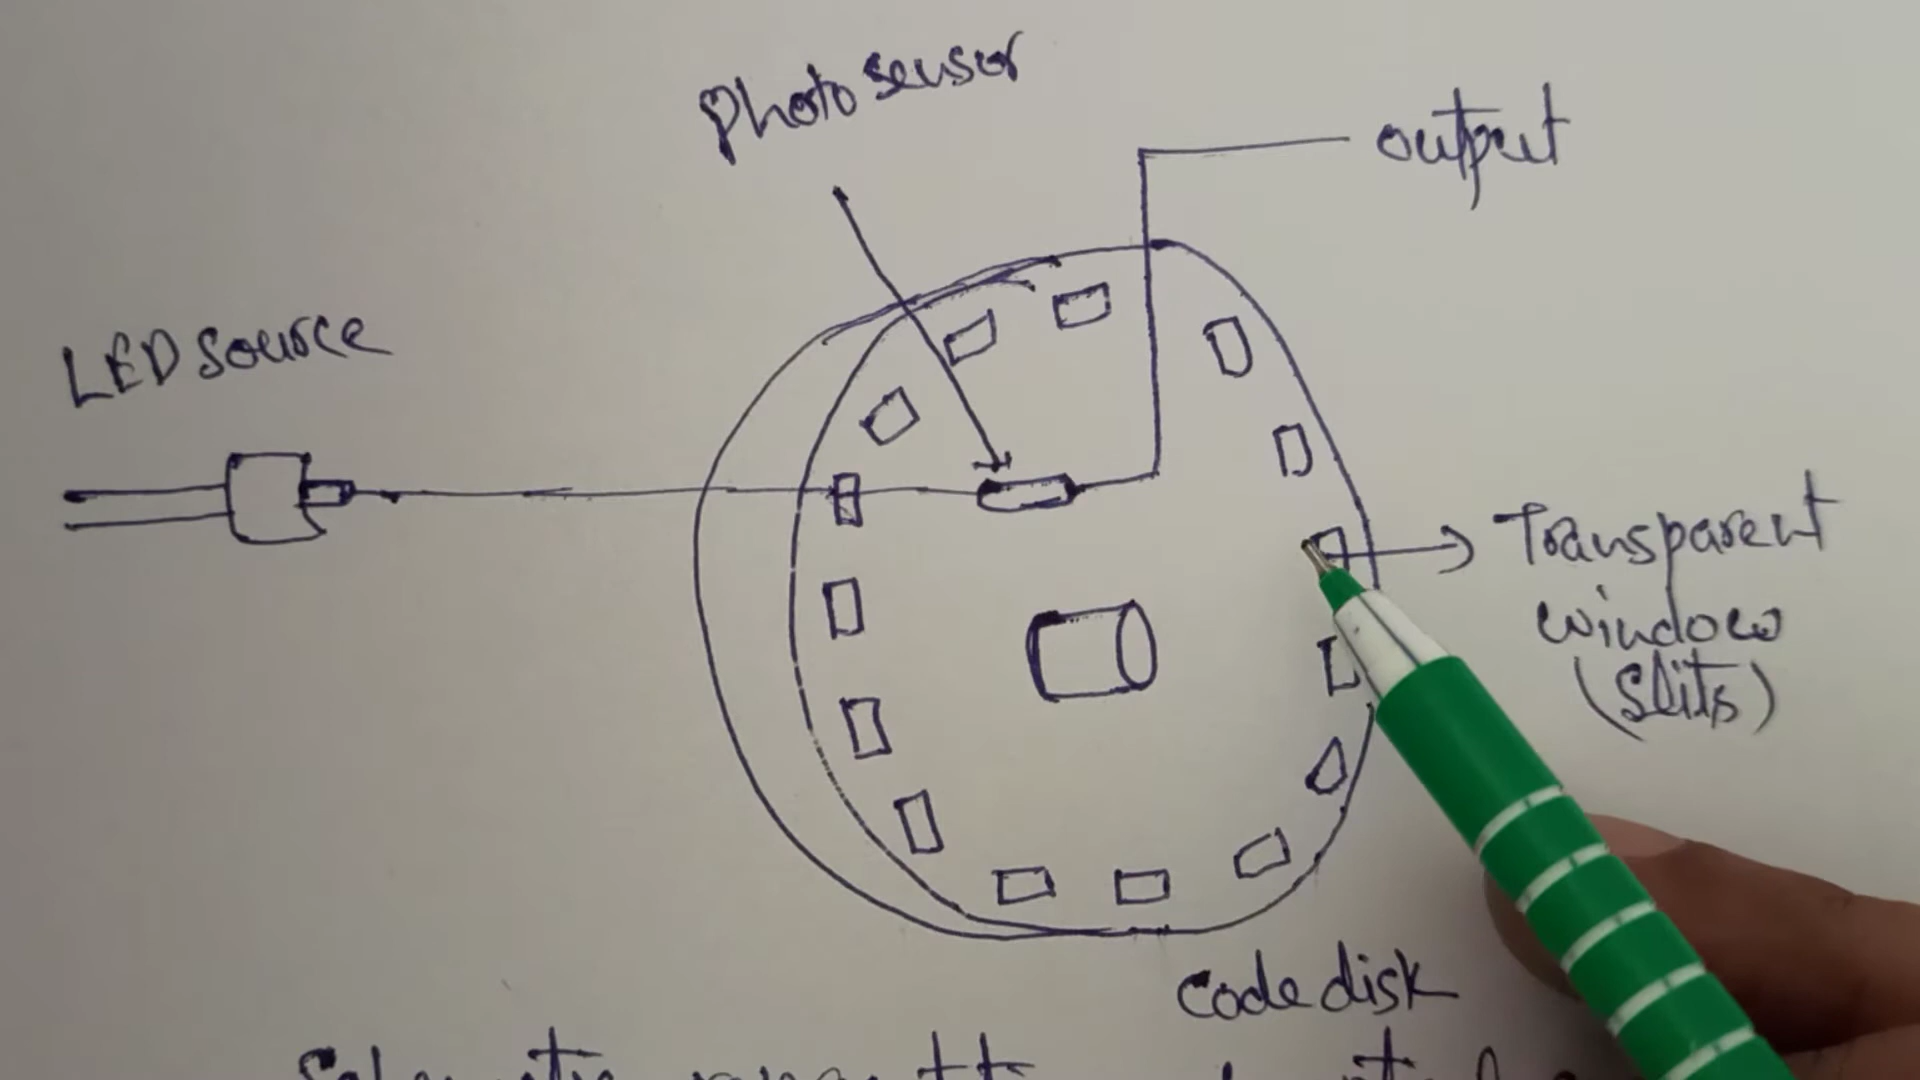 Photo sensor
output
LED source
Transparent
window
(slits)
Code disk